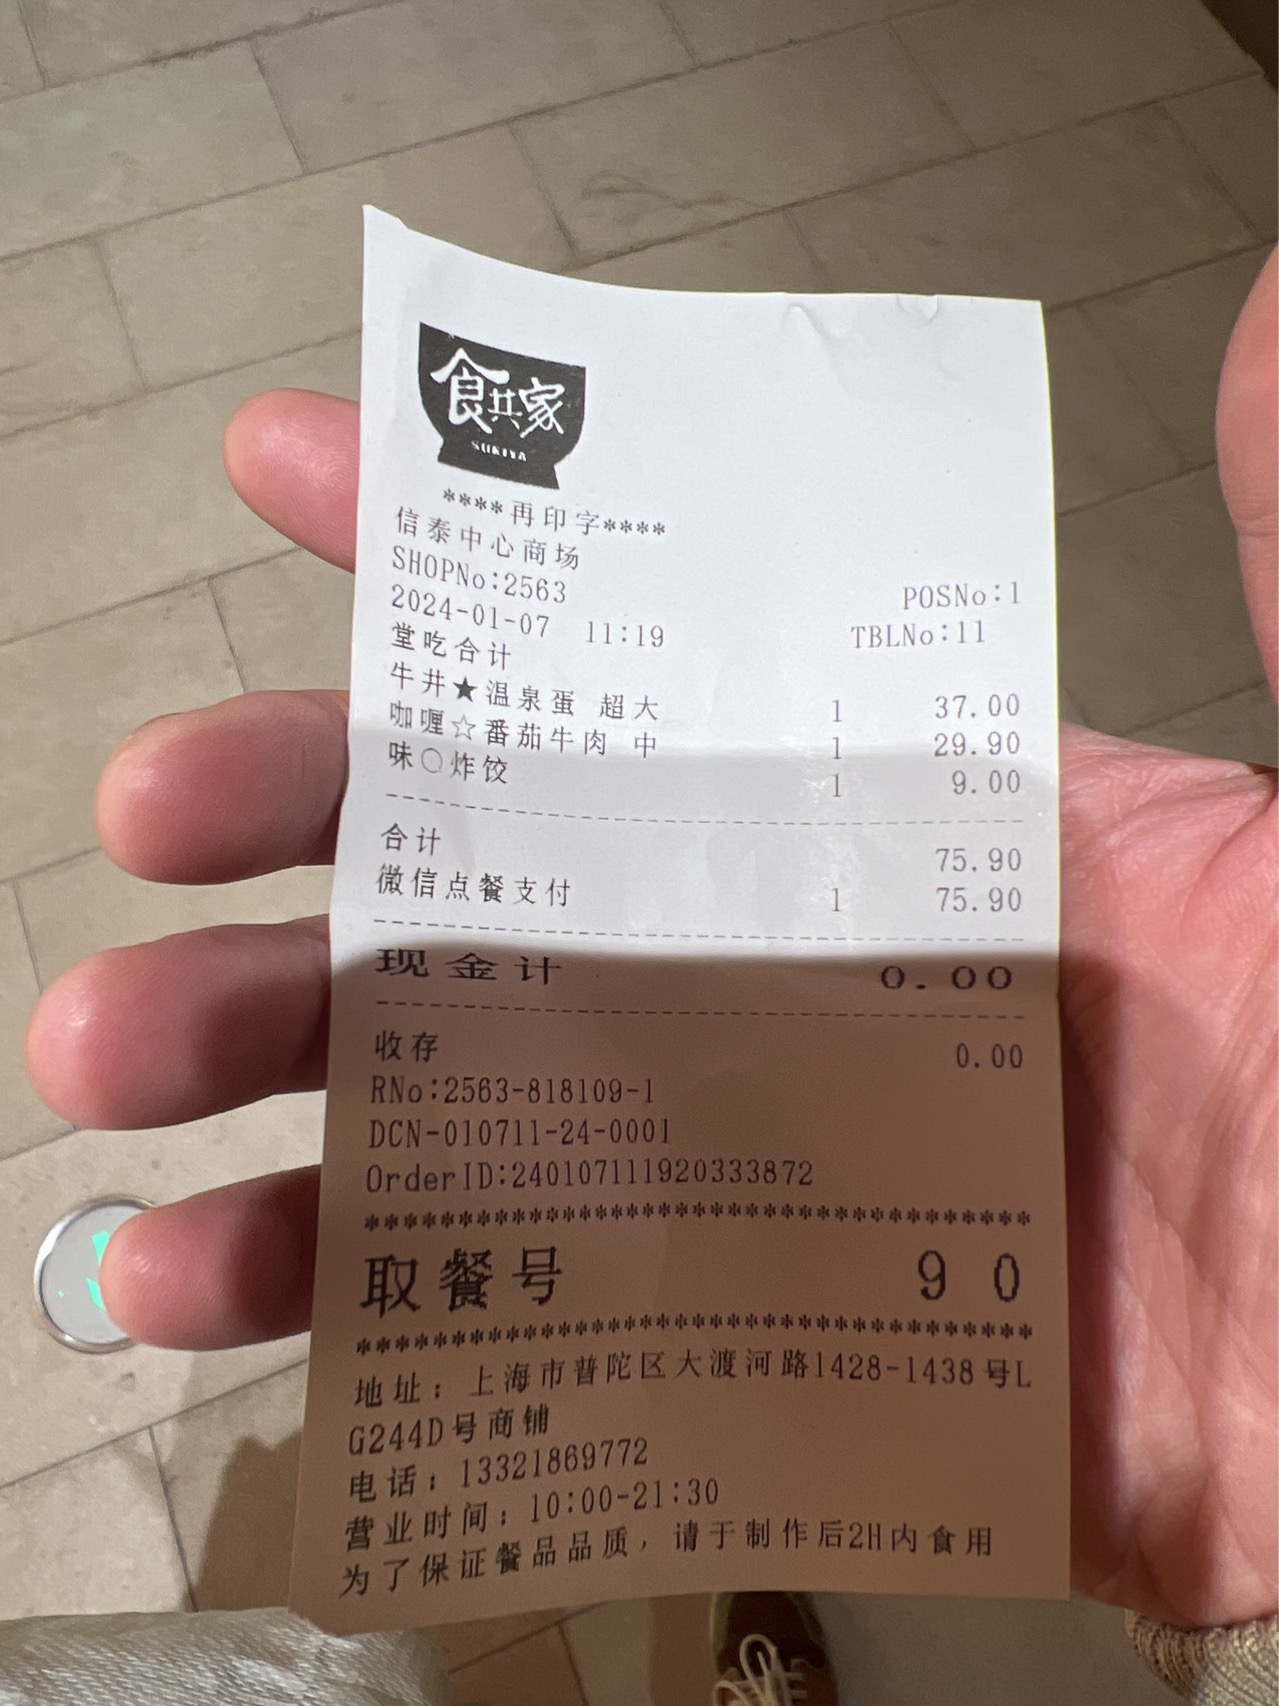 食其家
SUKIYA
****再印字****
信泰中心商场
SHOPNo:2563 POSNo:1
2024-01-07 11:19 TBLNo:11
堂吃合计
牛丼★温泉蛋 超大 1 37.00
咖喱☆番茄牛肉 中 1 29.90
味○炸饺 1 9.00
合计 75.90
微信点餐支付 1 75.90
现金计 0.00
收存 0.00
RNo:2563-818109-1
DCN-010711-24-0001
OrderID:240107111920333872
****************************************
取餐号 90
****************************************
地址：上海市普陀区大渡河路1428-1438号L
G244D号商铺
电话：13321869772
营业时间：10:00-21:30
为了保证餐品品质，请于制作后2H内食用